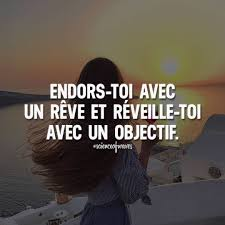 ENDORS-TOI AVEC
UN RÊVE ET RÉVEILLE-TOI
AVEC UN OBJECTIF.